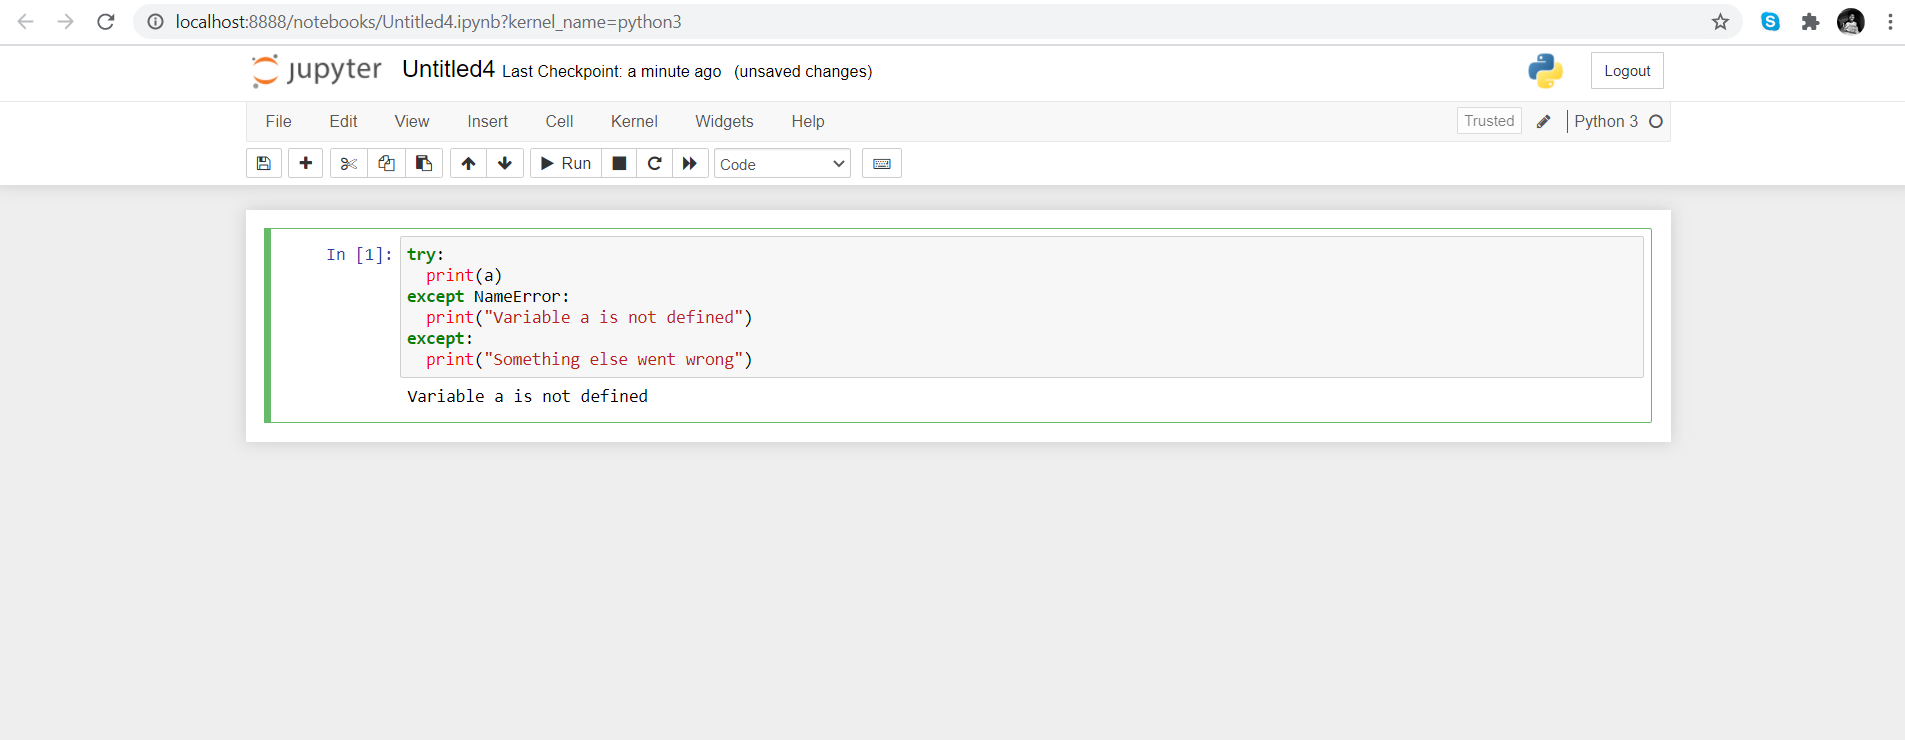 localhost:8888/notebooks/Untitled4.ipynb?kernel_name=python3
S
jupyter Untitled4 Last Checkpoint: a minute ago (unsaved changes)
Logout
File Edit View Insert Cell Kernel Widgets Help
Trusted Python 3
Run Code
In [1]: try:
  print(a)
except NameError:
  print("Variable a is not defined")
except:
  print("Something else went wrong")
Variable a is not defined